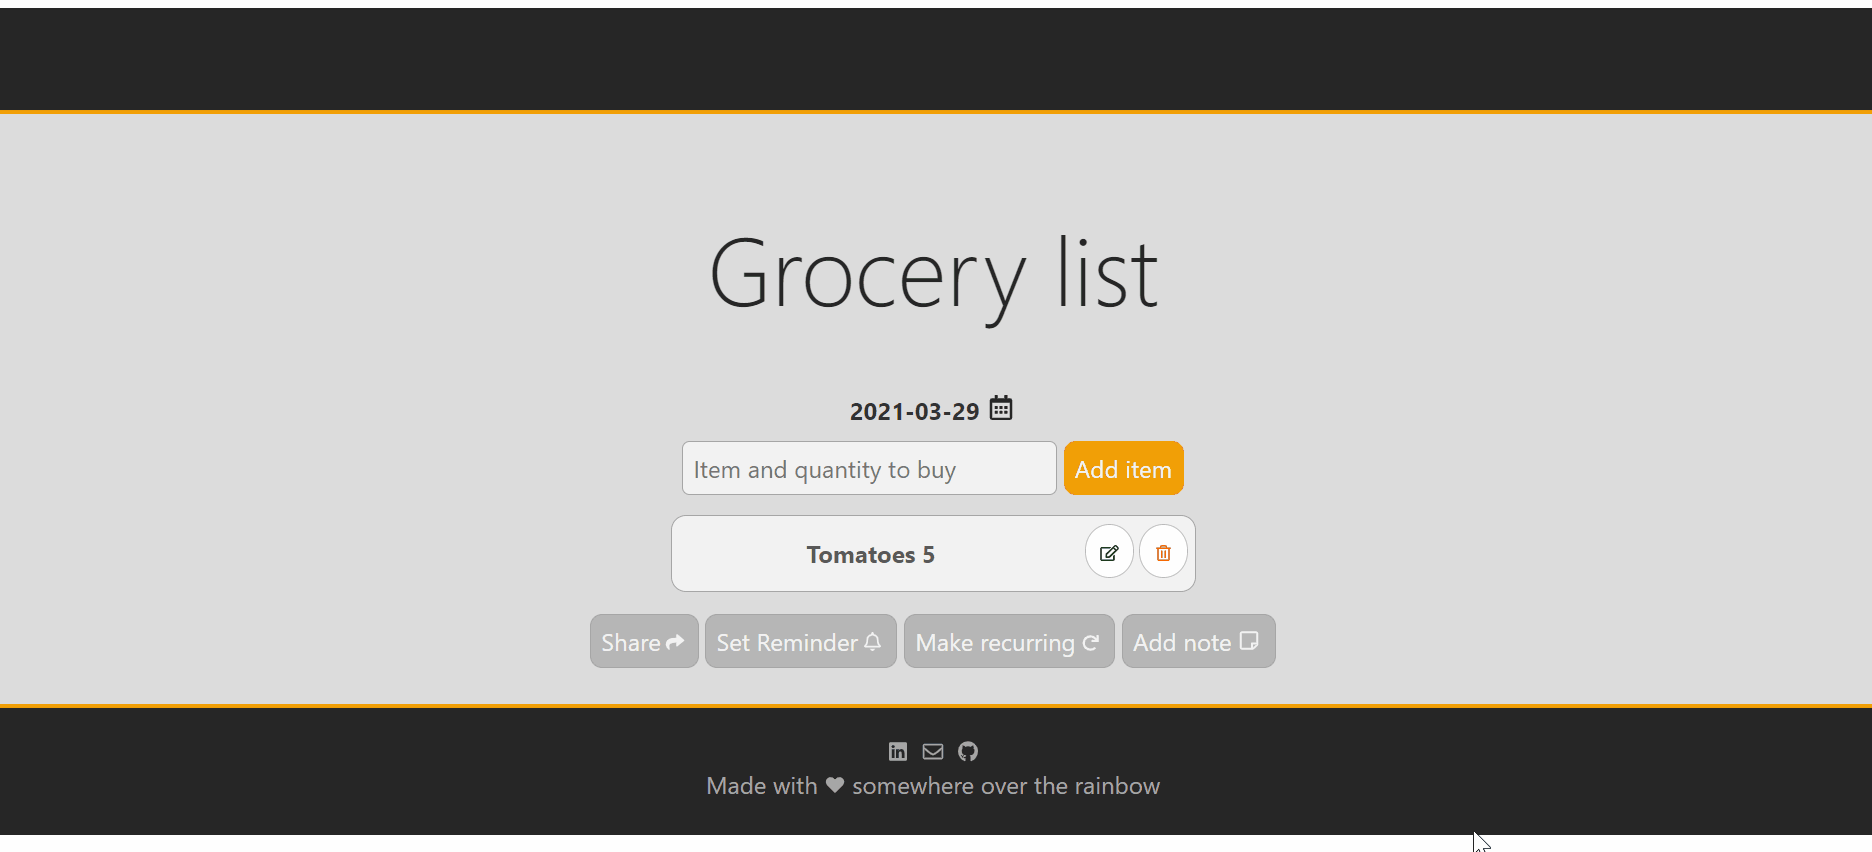 Grocery list
2021-03-29
Item and quantity to buy Add item
Tomatoes 5
Share Set Reminder Make recurring Add note
in
Made with ♥ somewhere over the rainbow